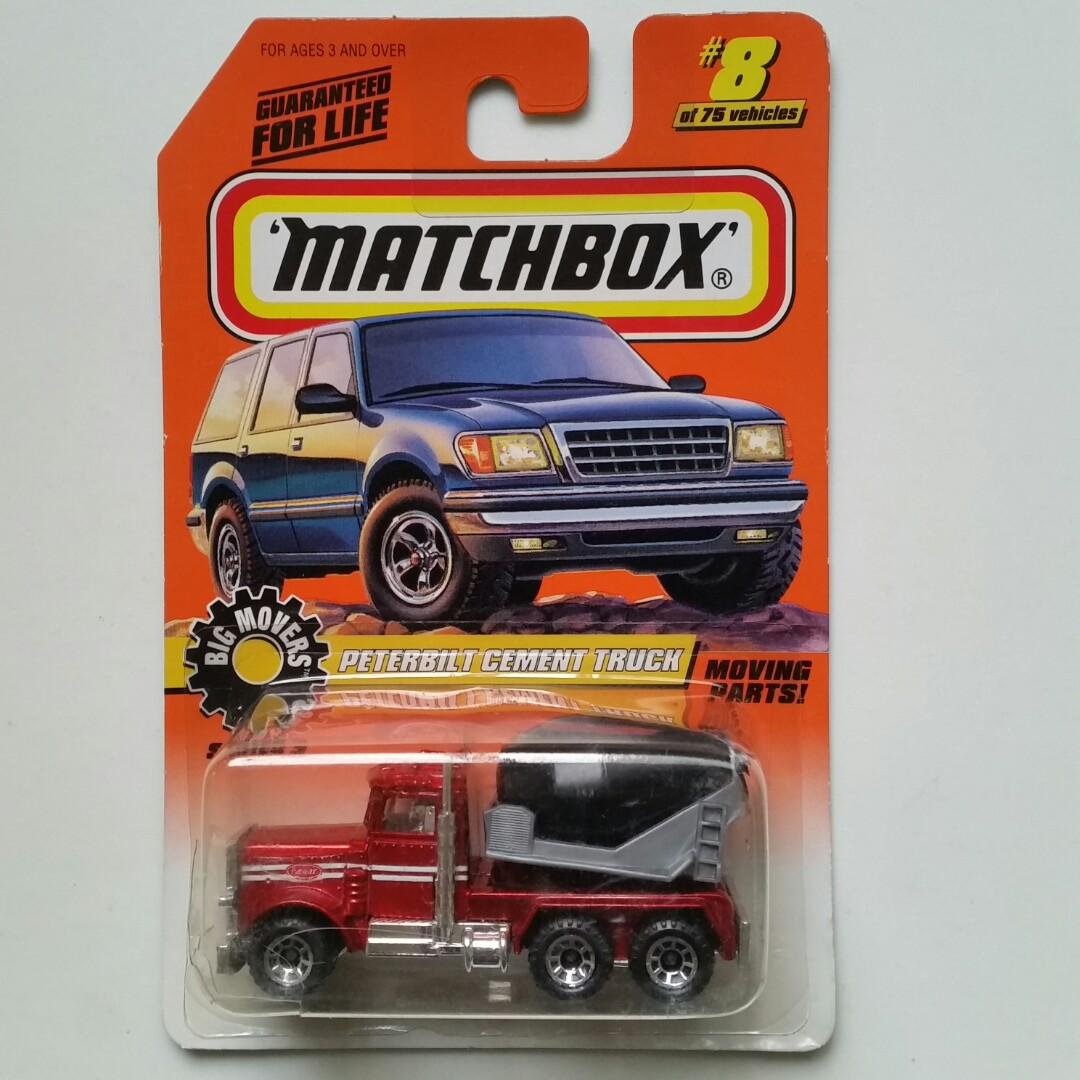 FOR AGES 3 AND OVER
GUARANTEED
FOR LIFE
#8
of 75 vehicles
'MATCHBOX'®
BIG MOVERS™
PETERBILT CEMENT TRUCK
MOVING
PARTS!